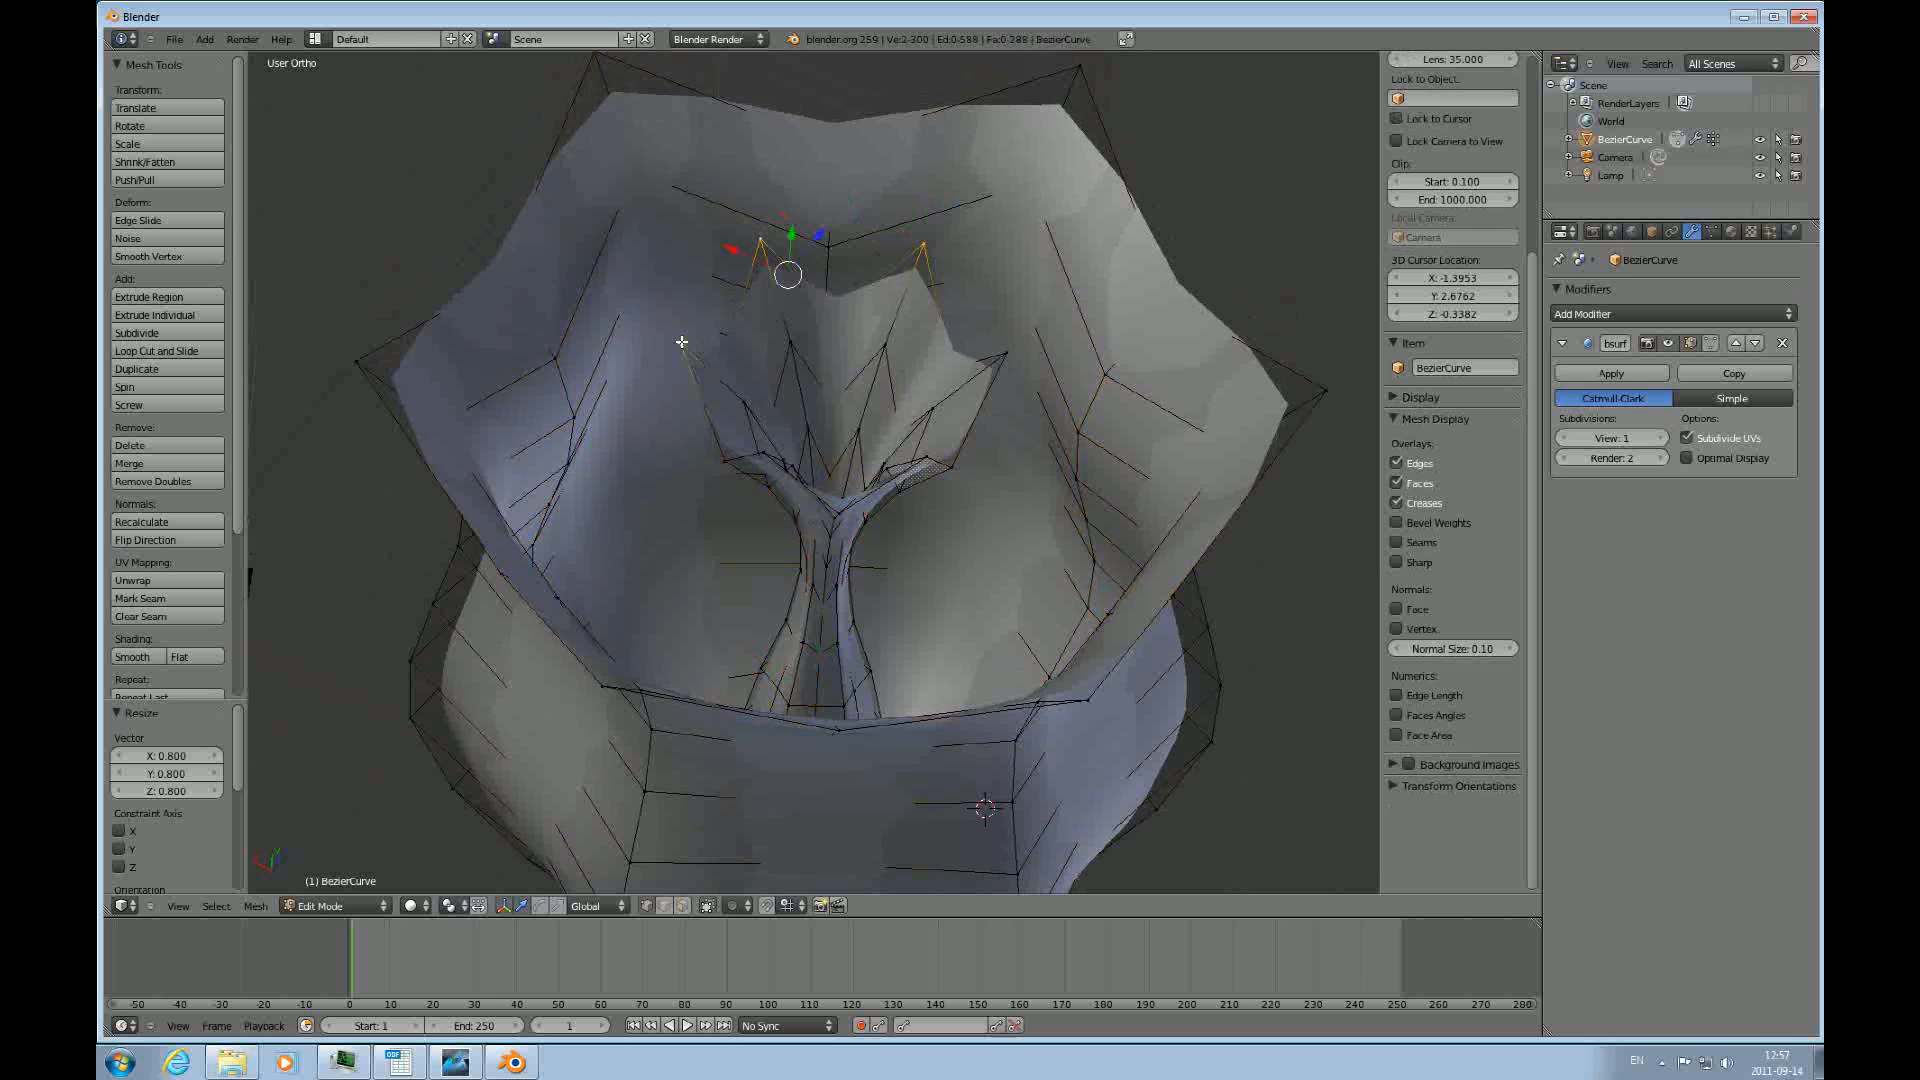 Blender
File Add Render Help Default Scene Blender Render blender.org 259 | Ve:2-300 | Ed:0-588 | Fa:0-288 | BezierCurve
Mesh Tools
Transform:
Translate
Rotate
Scale
Shrink/Fatten
Push/Pull
Deform:
Edge Slide
Noise
Smooth Vertex
Add:
Extrude Region
Extrude Individual
Subdivide
Loop Cut and Slide
Duplicate
Spin
Screw
Remove:
Delete
Merge
Remove Doubles
Normals:
Recalculate
Flip Direction
UV Mapping:
Unwrap
Mark Seam
Clear Seam
Shading:
Smooth Flat
Repeat:
Repeat Last
Resize
Vector
X: 0.800
Y: 0.800
Z: 0.800
Constraint Axis
X
Y
Z
Orientation
User Ortho
(1) BezierCurve
Lens: 35.000
Lock to Object:
Lock to Cursor
Lock Camera to View
Clip:
Start: 0.100
End: 1000.000
Local Camera:
Camera
3D Cursor Location:
X: -1.3953
Y: 2.6762
Z: -0.3382
Item
BezierCurve
Display
Mesh Display
Overlays:
Edges
Faces
Creases
Bevel Weights
Seams
Sharp
Normals:
Face
Vertex
Normal Size: 0.10
Numerics:
Edge Length
Faces Angles
Face Area
Background Images
Transform Orientations
View Search All Scenes
Scene
RenderLayers
World
BezierCurve
Camera
Lamp
BezierCurve
Modifiers
Add Modifier
bsurf
Apply Copy
Catmull-Clark Simple
Subdivisions: Options:
View: 1 Subdivide UVs
Render: 2 Optimal Display
View Select Mesh Edit Mode Global
-50 -40 -30 -20 -10 0 10 20 30 40 50 60 70 80 90 100 110 120 130 140 150 160 170 180 190 200 210 220 230 240 250 260 270 280
View Frame Playback Start: 1 End: 250 1 No Sync
ODF
EN
12:57
2011-09-14